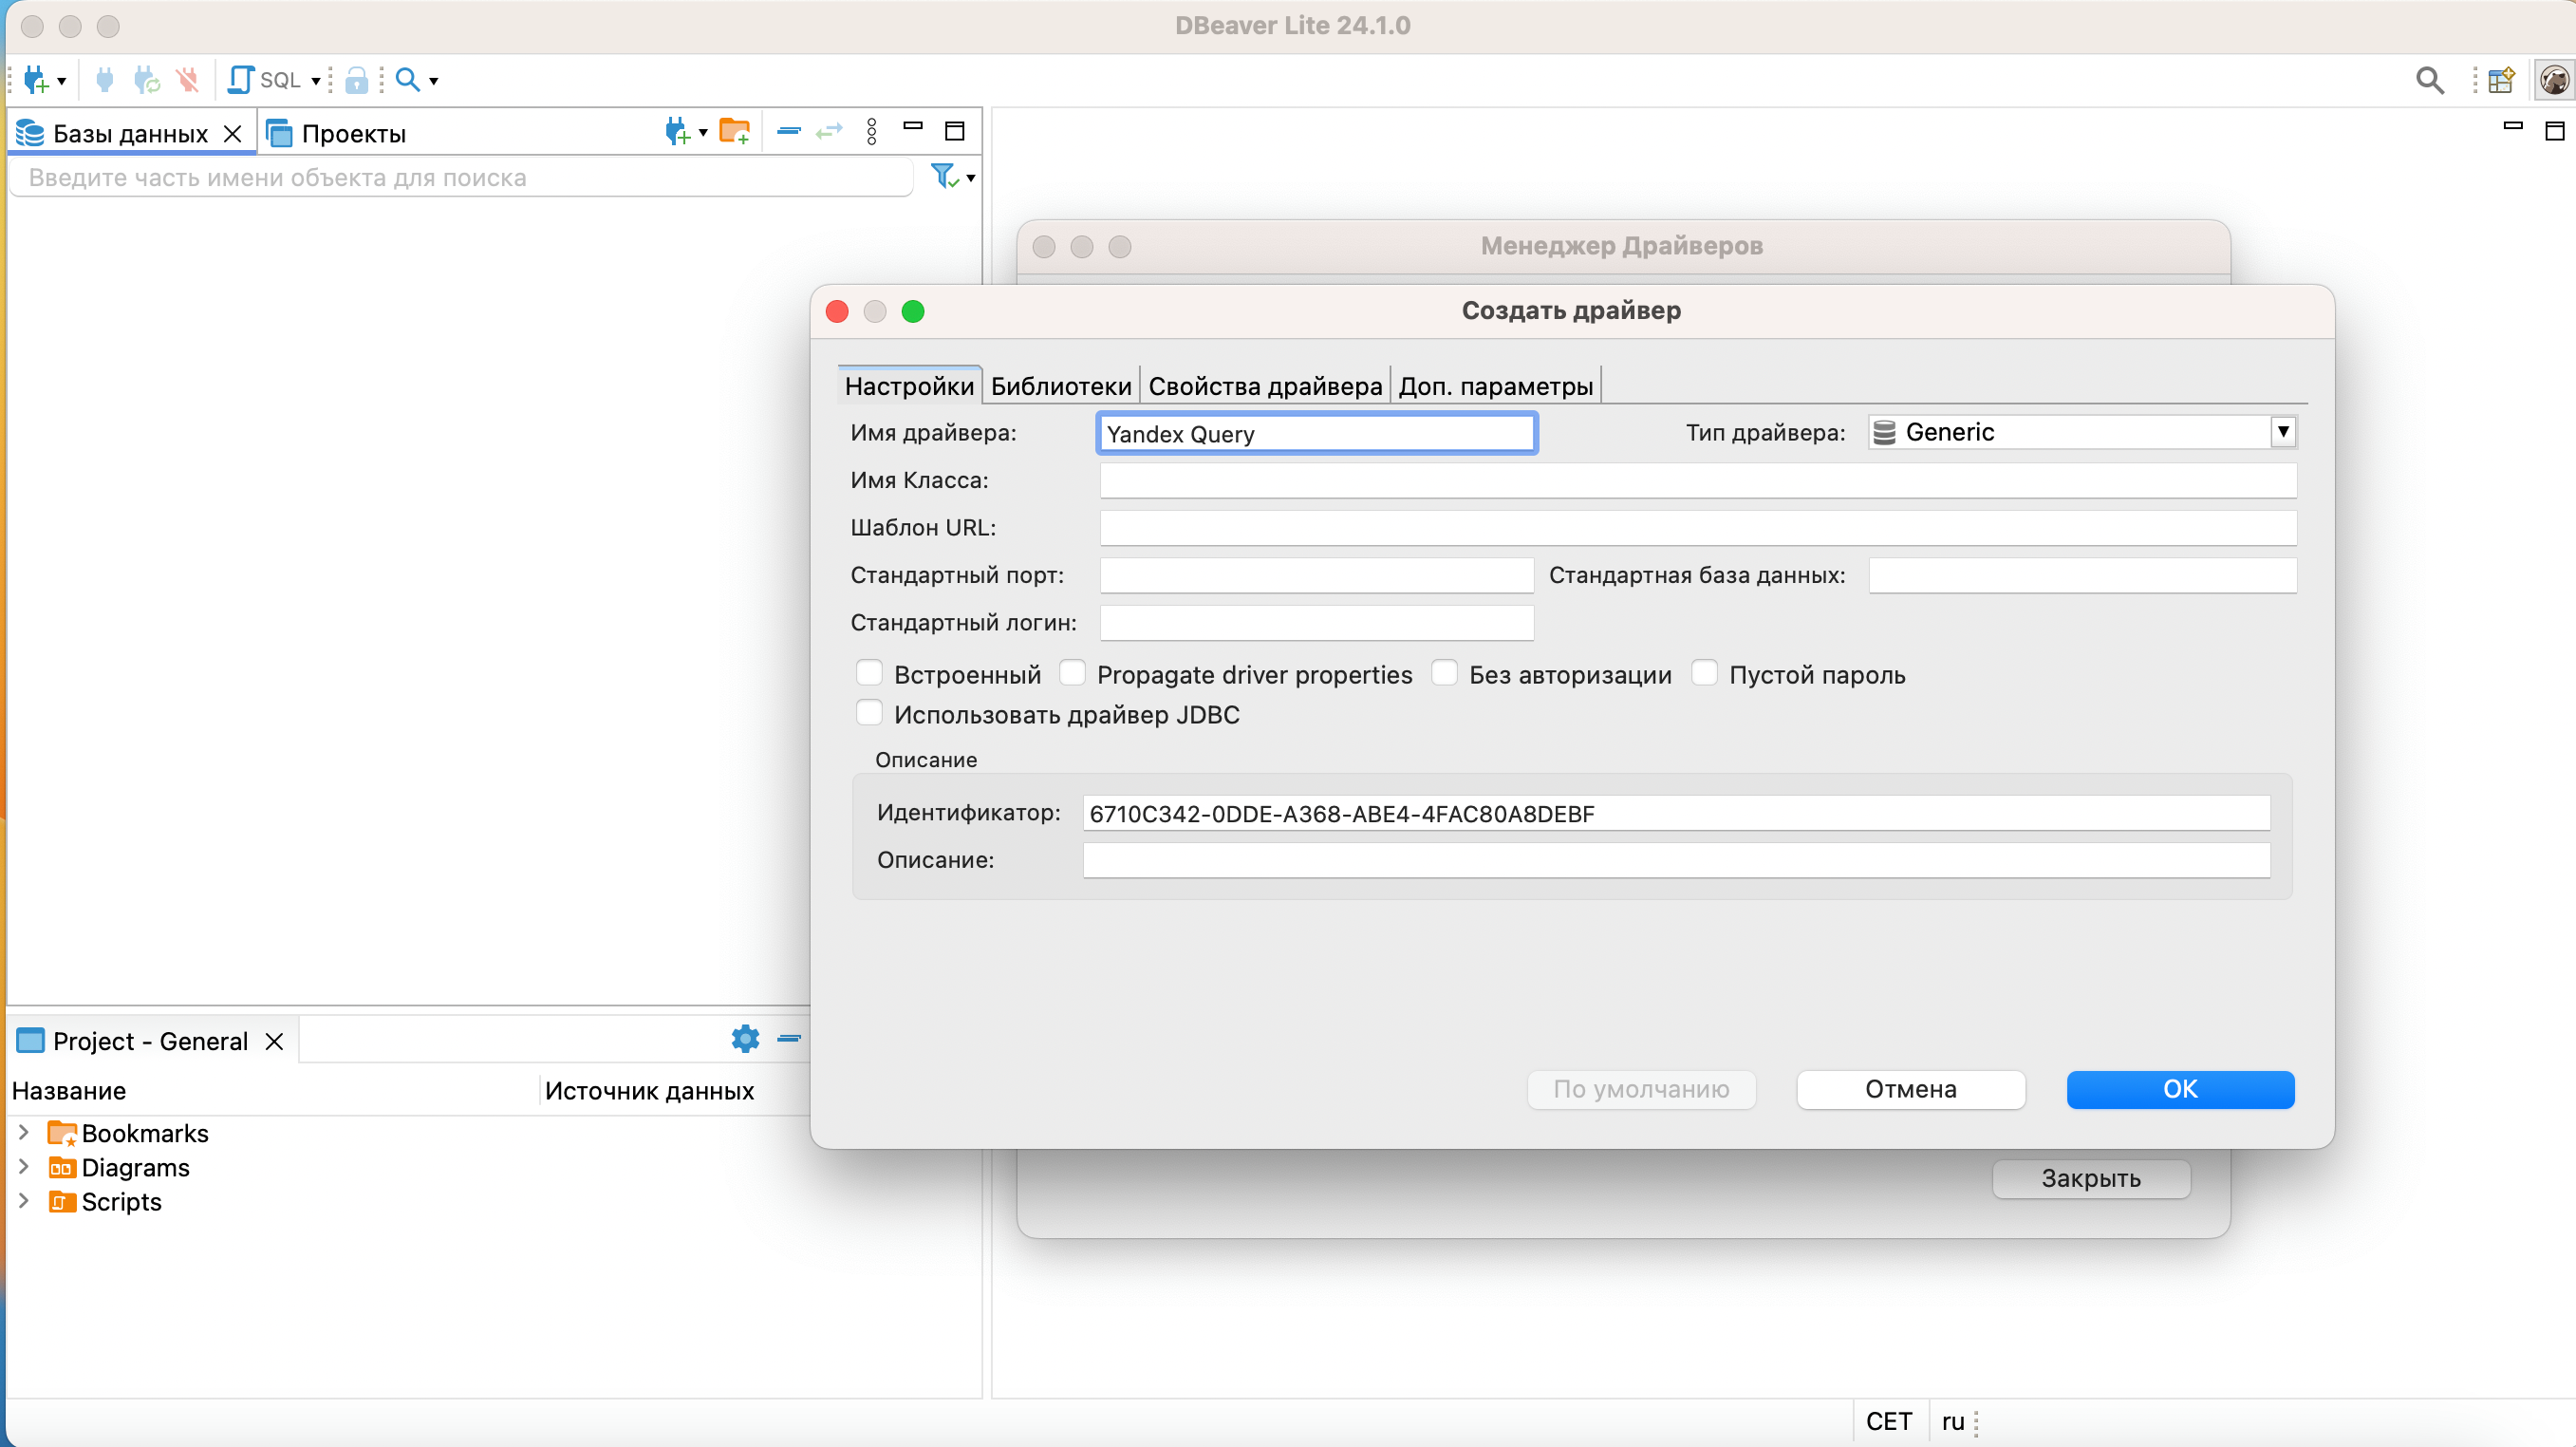 DBeaver Lite 24.1.0
SQL
Базы данных
Проекты
Введите часть имени объекта для поиска
Менеджер Драйверов
Создать драйвер
Настройки
Библиотеки
Свойства драйвера
Доп. параметры
Имя драйвера:
Yandex Query
Тип драйвера:
Generic
Имя Класса:
Шаблон URL:
Стандартный порт:
Стандартная база данных:
Стандартный логин:
Встроенный
Propagate driver properties
Без авторизации
Пустой пароль
Использовать драйвер JDBC
Описание
Идентификатор:
6710C342-0DDE-A368-ABE4-4FAC80A8DEBF
Описание:
По умолчанию
Отмена
ОК
Закрыть
Project - General
Название
Источник данных
Bookmarks
Diagrams
Scripts
CET
ru